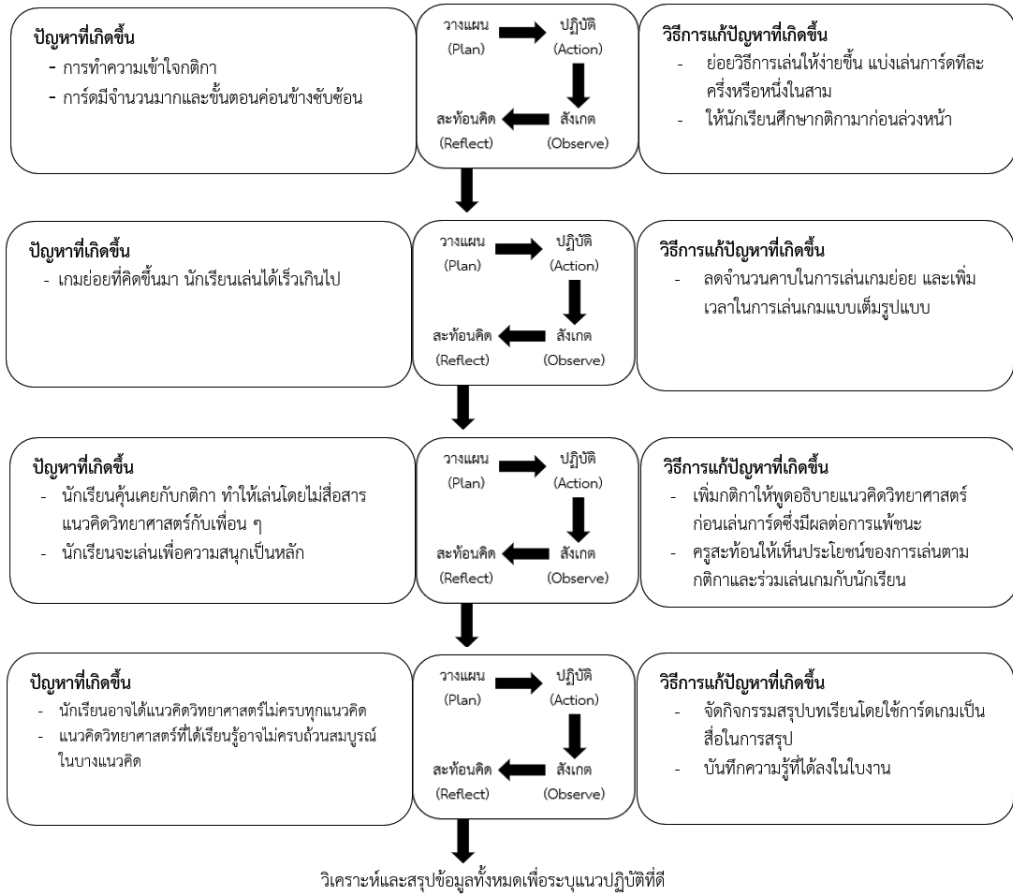 ปัญหาที่เกิดขึ้น
- การทำความเข้าใจกติกา
- การ์ดมีจำนวนมากและขั้นตอนค่อนข้างซับซ้อน
วางแผน
(Plan)
ปฏิบัติ
(Action)
สะท้อนคิด
(Reflect)
สังเกต
(Observe)
วิธีการแก้ปัญหาที่เกิดขึ้น
- ย่อยวิธีการเล่นให้ง่ายขึ้น แบ่งเล่นการ์ดทีละ
ครึ่งหรือหนึ่งในสาม
- ให้นักเรียนศึกษากติกามาก่อนล่วงหน้า
ปัญหาที่เกิดขึ้น
- เกมย่อยที่คิดขึ้นมา นักเรียนเล่นได้เร็วเกินไป
วางแผน
(Plan)
ปฏิบัติ
(Action)
สะท้อนคิด
(Reflect)
สังเกต
(Observe)
วิธีการแก้ปัญหาที่เกิดขึ้น
- ลดจำนวนคาบในการเล่นเกมย่อย และเพิ่ม
เวลาในการเล่นเกมแบบเต็มรูปแบบ
ปัญหาที่เกิดขึ้น
- นักเรียนคุ้นเคยกับกติกา ทำให้เล่นโดยไม่สื่อสาร
แนวคิดวิทยาศาสตร์กับเพื่อน ๆ
- นักเรียนจะเล่นเพื่อความสนุกเป็นหลัก
วางแผน
(Plan)
ปฏิบัติ
(Action)
สะท้อนคิด
(Reflect)
สังเกต
(Observe)
วิธีการแก้ปัญหาที่เกิดขึ้น
- เพิ่มกติกาให้พูดอธิบายแนวคิดวิทยาศาสตร์
ก่อนเล่นการ์ดซึ่งมีผลต่อการแพ้ชนะ
- ครูสะท้อนให้เห็นประโยชน์ของการเล่นตาม
กติกาและร่วมเล่นเกมกับนักเรียน
ปัญหาที่เกิดขึ้น
- นักเรียนอาจได้แนวคิดวิทยาศาสตร์ไม่ครบทุกแนวคิด
- แนวคิดวิทยาศาสตร์ที่ได้เรียนรู้อาจไม่ครบถ้วนสมบูรณ์
ในบางแนวคิด
วางแผน
(Plan)
ปฏิบัติ
(Action)
สะท้อนคิด
(Reflect)
สังเกต
(Observe)
วิธีการแก้ปัญหาที่เกิดขึ้น
- จัดกิจกรรมสรุปบทเรียนโดยใช้การ์ดเกมเป็น
สื่อในการสรุป
- บันทึกความรู้ที่ได้ลงในใบงาน
วิเคราะห์และสรุปข้อมูลทั้งหมดเพื่อระบุแนวปฏิบัติที่ดี